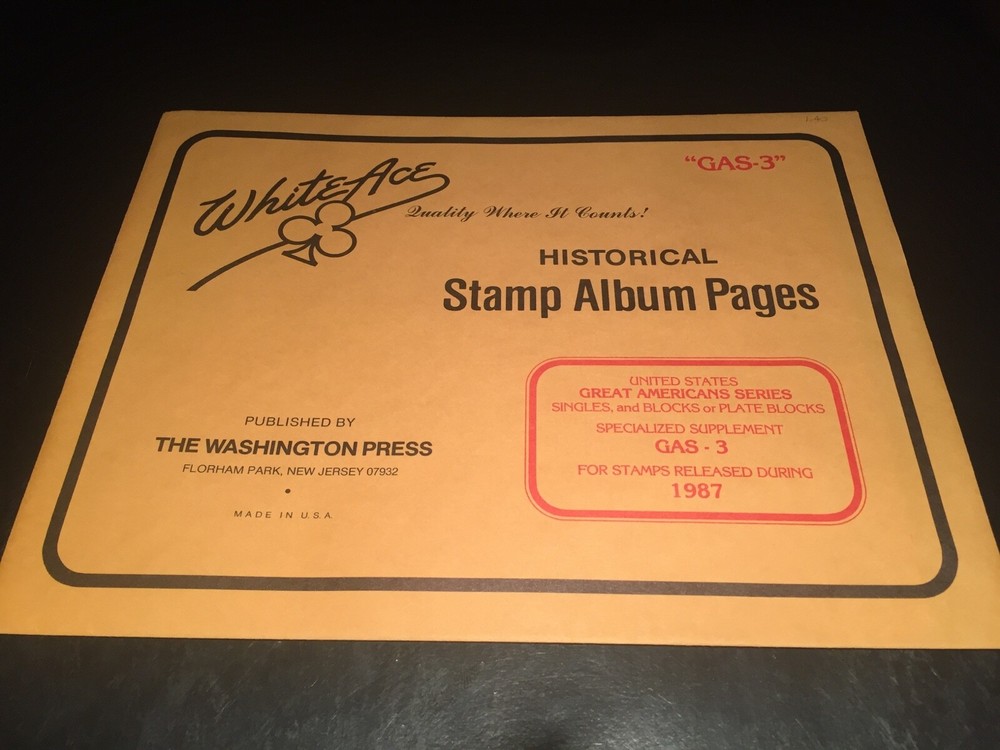 1.45
"GAS-3"
White-Ace
Quality Where It Counts!
HISTORICAL
Stamp Album Pages
UNITED STATES
GREAT AMERICANS SERIES
SINGLES, and BLOCKS or PLATE BLOCKS
SPECIALIZED SUPPLEMENT
GAS - 3
FOR STAMPS RELEASED DURING
1987
PUBLISHED BY
THE WASHINGTON PRESS
FLORHAM PARK, NEW JERSEY 07932
MADE IN U.S.A.